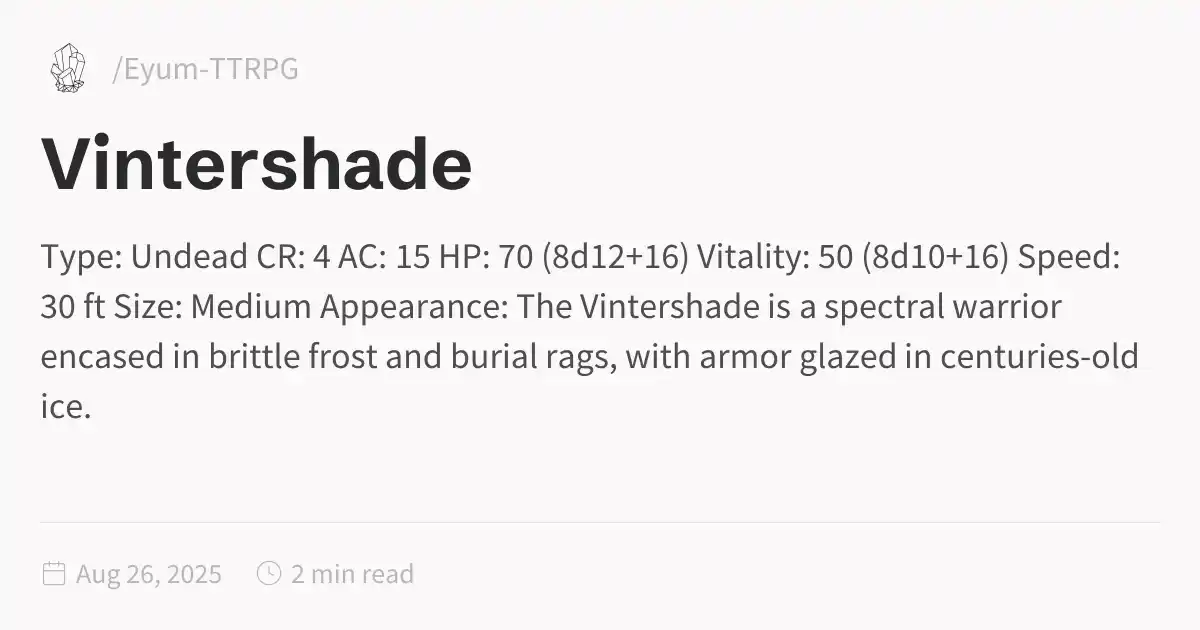 /Eyum-TTRPG
Vintershade
Type: Undead CR: 4 AC: 15 HP: 70 (8d12+16) Vitality: 50 (8d10+16) Speed:
30 ft Size: Medium Appearance: The Vintershade is a spectral warrior
encased in brittle frost and burial rags, with armor glazed in centuries-old
ice.
Aug 26, 2025 2 min read